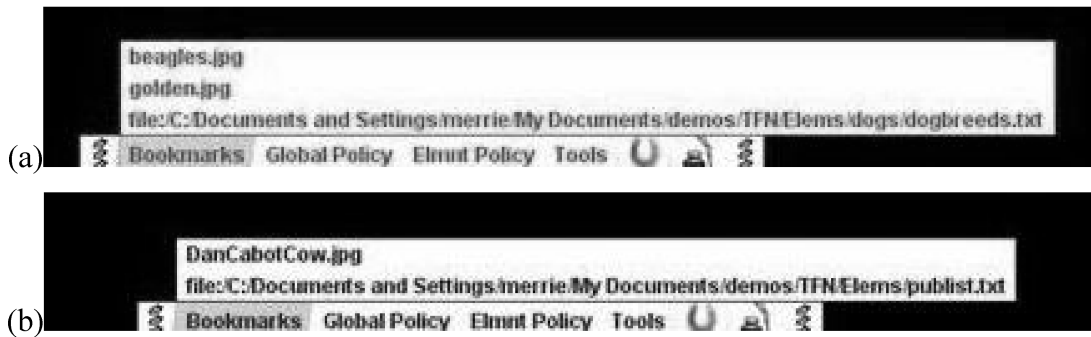 beagles.jpg
golden.jpg
file:/C:/Documents and Settings/merrie/My Documents/demos/TFN/Elems/dogs/dogbreeds.txt
(a) Bookmarks Global Policy Elmnt Policy Tools
DanCabotCow.jpg
file:/C:/Documents and Settings/merrie/My Documents/demos/TFN/Elems/publist.txt
(b) Bookmarks Global Policy Elmnt Policy Tools